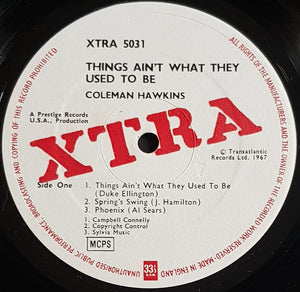 XTRA 5031
THINGS AIN'T WHAT THEY
USED TO BE
COLEMAN HAWKINS
A Prestige Records
U.S.A., Production
XTRA
℗ Transatlantic
Records Ltd. 1967
Side One
1. Things Ain't What They Used To Be
(Duke Ellington)
2. Spring's Swing (J. Hamilton)
3. Phoenix (Al Sears)
1. Campbell Connelly
2. Copyright Control
3. Sylvia Music
MCPS
33⅓
ALL RIGHTS OF THE MANUFACTURERS AND OF THE OWNER OF THE RECORDED WORK RESERVED-MADE IN ENGLAND
UNAUTHORISED PUBLIC PERFORMANCE, BROADCASTING AND COPYING OF THIS RECORD PROHIBITED